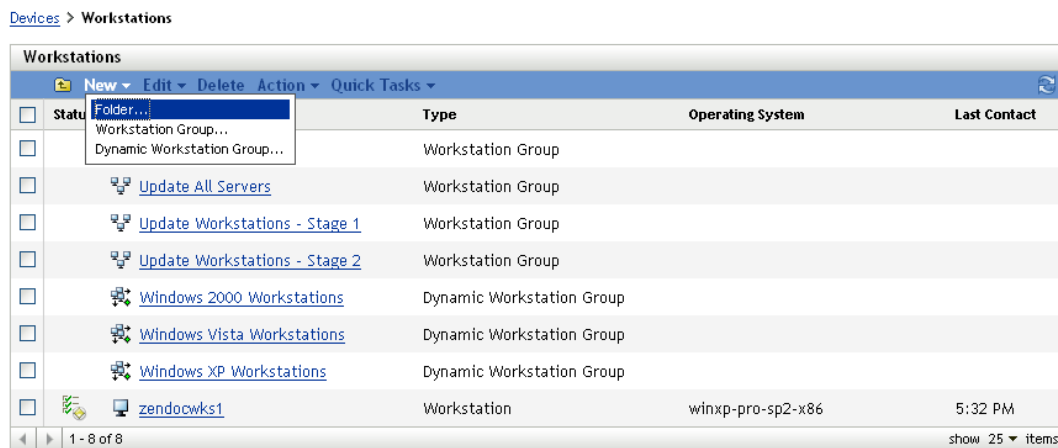 Devices > Workstations
Workstations
New Edit Delete Action Quick Tasks
Folder...
Workstation Group...
Dynamic Workstation Group...
Statu Type Operating System Last Contact
Workstation Group
Update All Servers Workstation Group
Update Workstations - Stage 1 Workstation Group
Update Workstations - Stage 2 Workstation Group
Windows 2000 Workstations Dynamic Workstation Group
Windows Vista Workstations Dynamic Workstation Group
Windows XP Workstations Dynamic Workstation Group
zendocwks1 Workstation winxp-pro-sp2-x86 5:32 PM
1 - 8 of 8 show 25 items